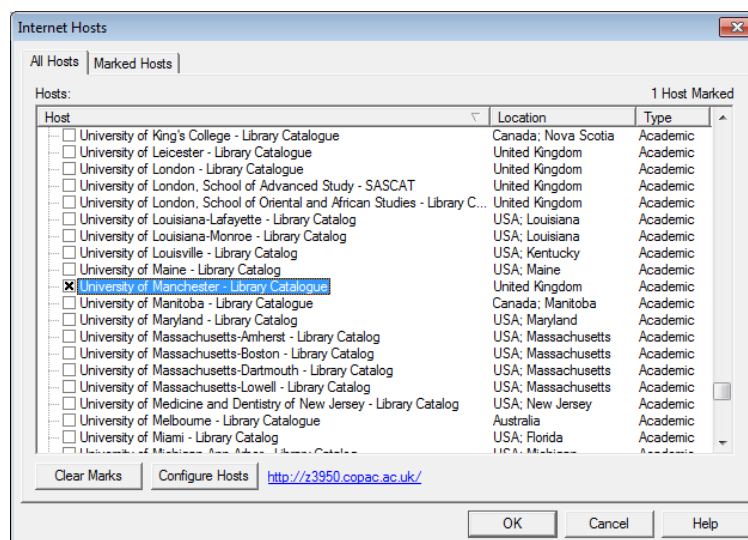 Internet Hosts
All Hosts Marked Hosts
Hosts: 1 Host Marked
Host Location Type
University of King's College - Library Catalogue Canada; Nova Scotia Academic
University of Leicester - Library Catalogue United Kingdom Academic
University of London - Library Catalogue United Kingdom Academic
University of London, School of Advanced Study - SASCAT United Kingdom Academic
University of London, School of Oriental and African Studies - Library C... United Kingdom Academic
University of Louisiana-Lafayette - Library Catalog USA; Louisiana Academic
University of Louisiana-Monroe - Library Catalog USA; Louisiana Academic
University of Louisville - Library Catalog USA; Kentucky Academic
University of Maine - Library Catalog USA; Maine Academic
University of Manchester - Library Catalogue United Kingdom Academic
University of Manitoba - Library Catalogue Canada; Manitoba Academic
University of Maryland - Library Catalog USA; Maryland Academic
University of Massachusetts-Amherst - Library Catalog USA; Massachusetts Academic
University of Massachusetts-Boston - Library Catalog USA; Massachusetts Academic
University of Massachusetts-Dartmouth - Library Catalog USA; Massachusetts Academic
University of Massachusetts-Lowell - Library Catalog USA; Massachusetts Academic
University of Medicine and Dentistry of New Jersey - Library Catalog USA; New Jersey Academic
University of Melbourne - Library Catalogue Australia Academic
University of Miami - Library Catalog USA; Florida Academic
University of Michigan-Ann Arbor - Library Catalog USA; Michigan Academic
Clear Marks Configure Hosts http://z3950.copac.ac.uk/
OK Cancel Help